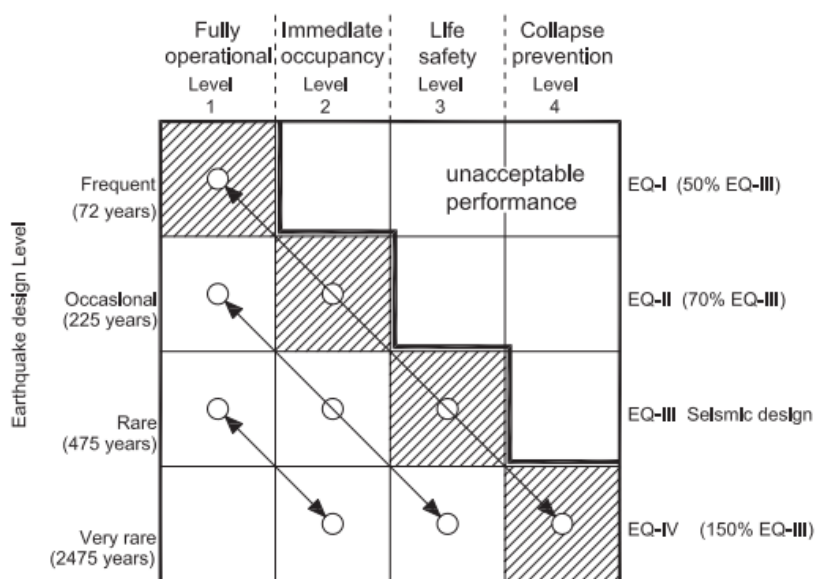 Fully Immediate Life Collapse
operational occupancy safety prevention
Level Level Level Level
1 2 3 4
Earthquake design Level
Frequent
(72 years)
unacceptable
performance
EQ-I (50% EQ-III)
Occasional
(225 years)
EQ-II (70% EQ-III)
Rare
(475 years)
EQ-III Seismic design
Very rare
(2475 years)
EQ-IV (150% EQ-III)